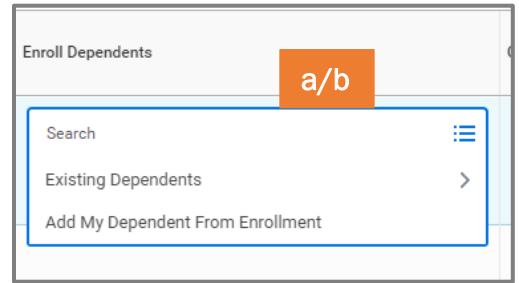 Enroll Dependents
a/b
Search
Existing Dependents
Add My Dependent From Enrollment